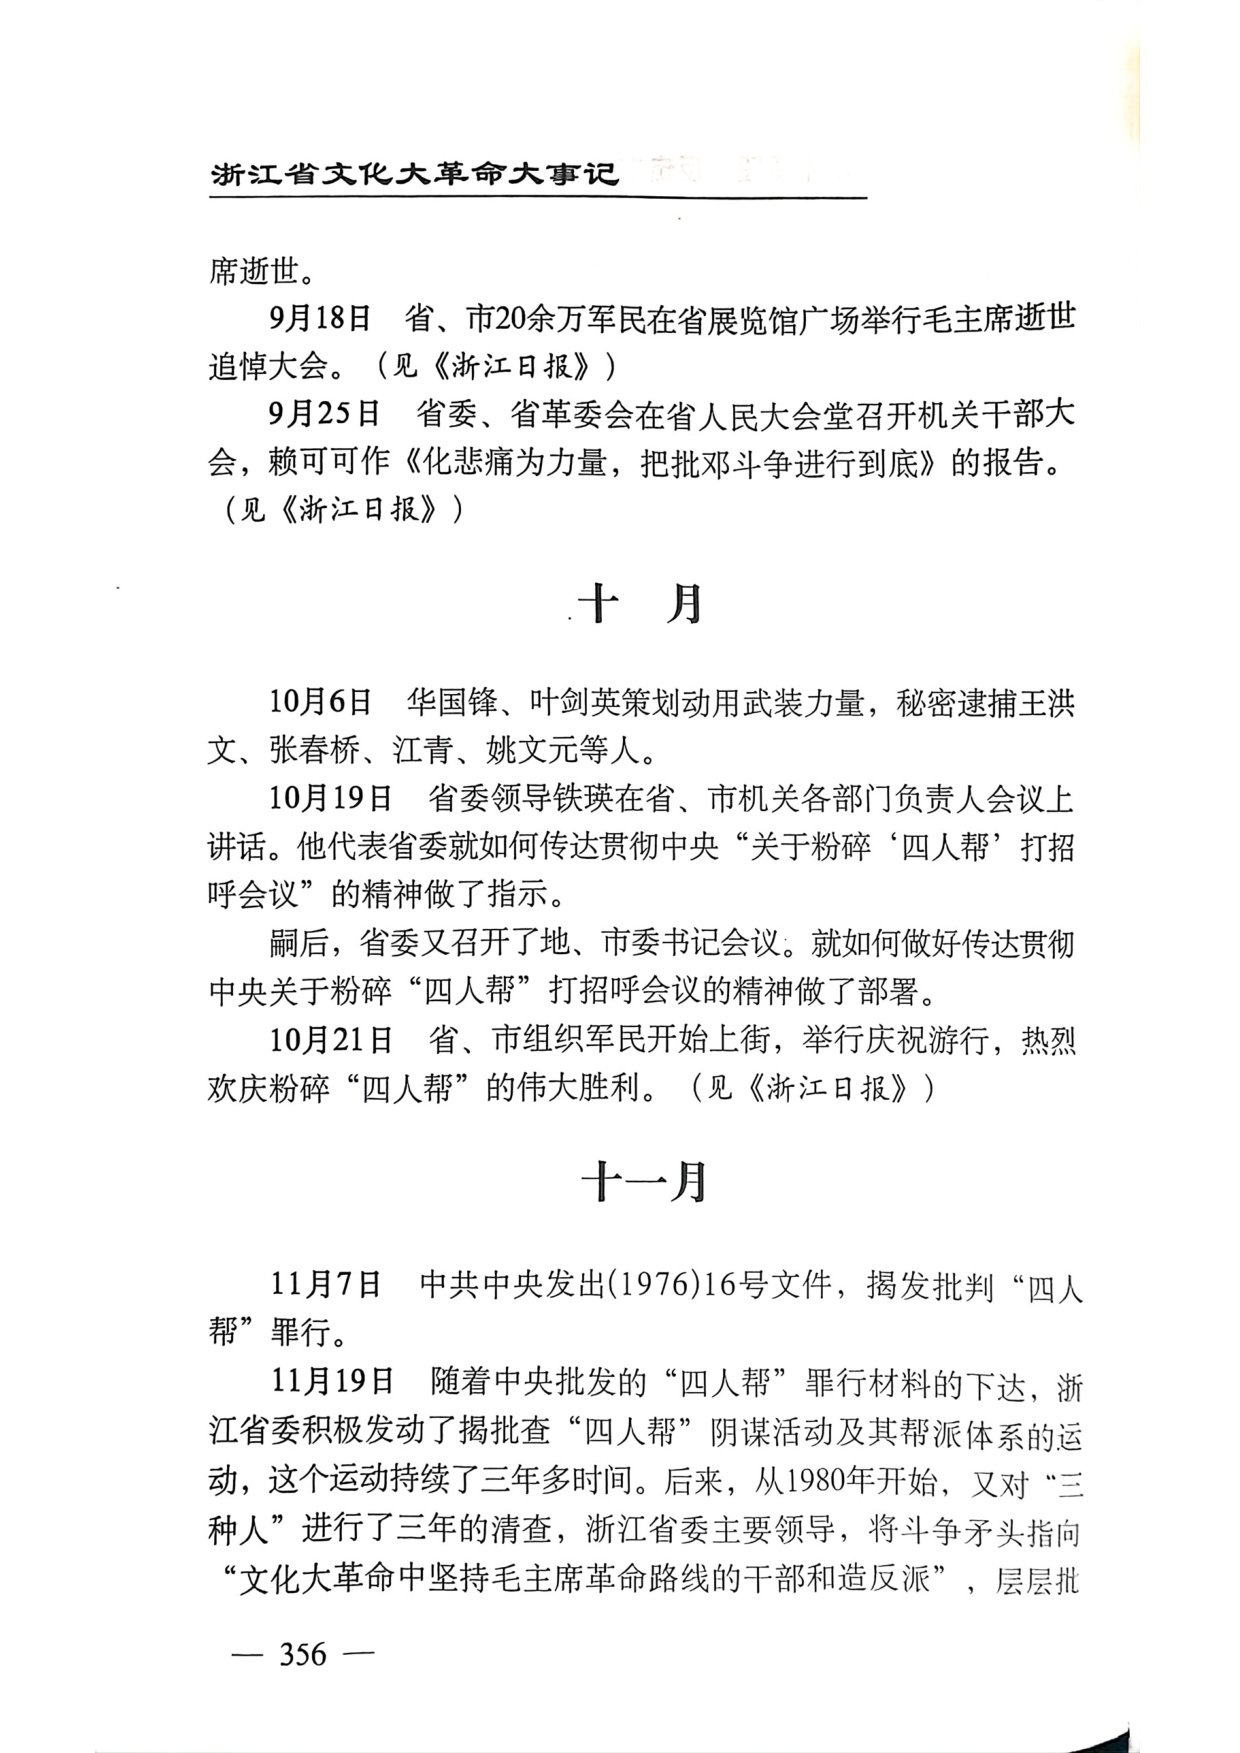 浙江省文化大革命大事记
席逝世。
9月18日　省、市20余万军民在省展览馆广场举行毛主席逝世
追悼大会。（见《浙江日报》）
9月25日　省委、省革委会在省人民大会堂召开机关干部大
会，赖可可作《化悲痛为力量，把批邓斗争进行到底》的报告。
（见《浙江日报》）
十　月
10月6日　华国锋、叶剑英策划动用武装力量，秘密逮捕王洪
文、张春桥、江青、姚文元等人。
10月19日　省委领导铁瑛在省、市机关各部门负责人会议上
讲话。他代表省委就如何传达贯彻中央“关于粉碎‘四人帮’打招
呼会议”的精神做了指示。
嗣后，省委又召开了地、市委书记会议。就如何做好传达贯彻
中央关于粉碎“四人帮”打招呼会议的精神做了部署。
10月21日　省、市组织军民开始上街，举行庆祝游行，热烈
欢庆粉碎“四人帮”的伟大胜利。（见《浙江日报》）
十一月
11月7日　中共中央发出(1976)16号文件，揭发批判“四人
帮”罪行。
11月19日　随着中央批发的“四人帮”罪行材料的下达，浙
江省委积极发动了揭批查“四人帮”阴谋活动及其帮派体系的运
动，这个运动持续了三年多时间。后来，从1980年开始，又对“三
种人”进行了三年的清查，浙江省委主要领导，将斗争矛头指向
“文化大革命中坚持毛主席革命路线的干部和造反派”，层层批
— 356 —